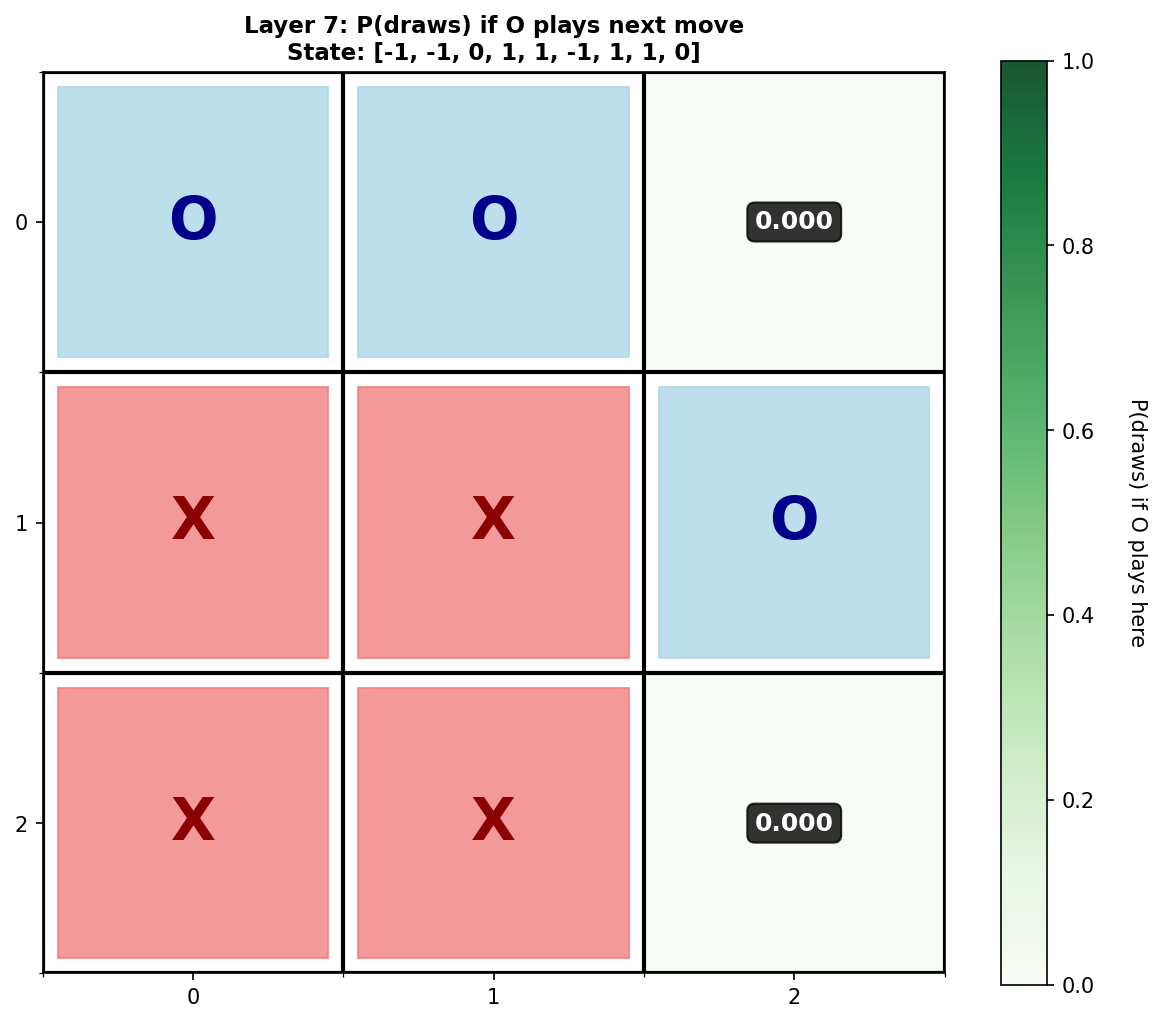 Layer 7: P(draws) if O plays next move
State: [-1, -1, 0, 1, 1, -1, 1, 1, 0]
0
O
O
0.000
1
X
X
O
2
X
X
0.000
0
1
2
1.0
0.8
0.6
0.4
0.2
0.0
P(draws) if O plays here